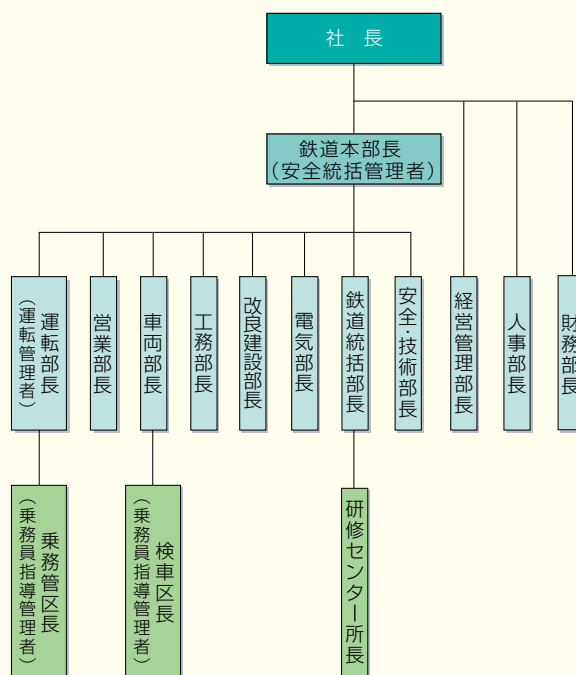 社　長
鉄道本部長
（安全統括管理者）
運転部長
（運転管理者）
営業部長
車両部長
工務部長
改良建設部長
電気部長
鉄道統括部長
安全・技術部長
経営管理部長
人事部長
財務部長
乗務管区長
（乗務員指導管理者）
検車区長
（乗務員指導管理者）
研修センター所長